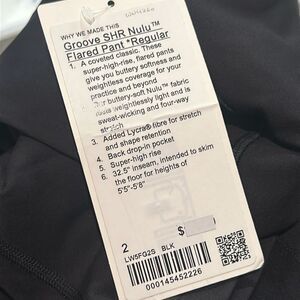 WHY WE MADE THIS
Groove SHR Nulu™
Flared Pant *Regular
1. A coveted classic. These
super-high-rise, flared pants
give you buttery softness and
weightless coverage for your
practice and beyond
2. Our buttery-soft Nulu™ fabric
feels weightlessly light and is
sweat-wicking and four-way
stretch
3. Added Lycra® fibre for stretch
and shape retention
4. Back drop-in pocket
5. Super-high rise
6. 32.5" inseam, intended to skim
the floor for heights of
5'5"-5'8"
2
$
LW5FG2S BLK
000145452226